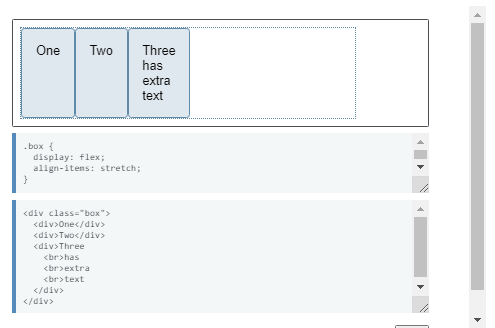 One Two Three
has
extra
text
.box {
  display: flex;
  align-items: stretch;
}
<div class="box">
  <div>One</div>
  <div>Two</div>
  <div>Three
    <br>has
    <br>extra
    <br>text
  </div>
</div>